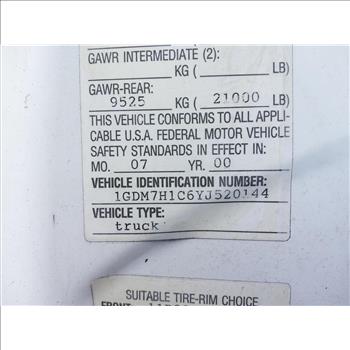 GAWR INTERMEDIATE (2):
KG ( LB)
GAWR-REAR:
9525 KG ( 21000 LB)
THIS VEHICLE CONFORMS TO ALL APPLI-
CABLE U.S.A. FEDERAL MOTOR VEHICLE
SAFETY STANDARDS IN EFFECT IN:
MO. 07 YR. 00
VEHICLE IDENTIFICATION NUMBER:
1GDM7H1C6YJ520144
VEHICLE TYPE:
truck
SUITABLE TIRE-RIM CHOICE